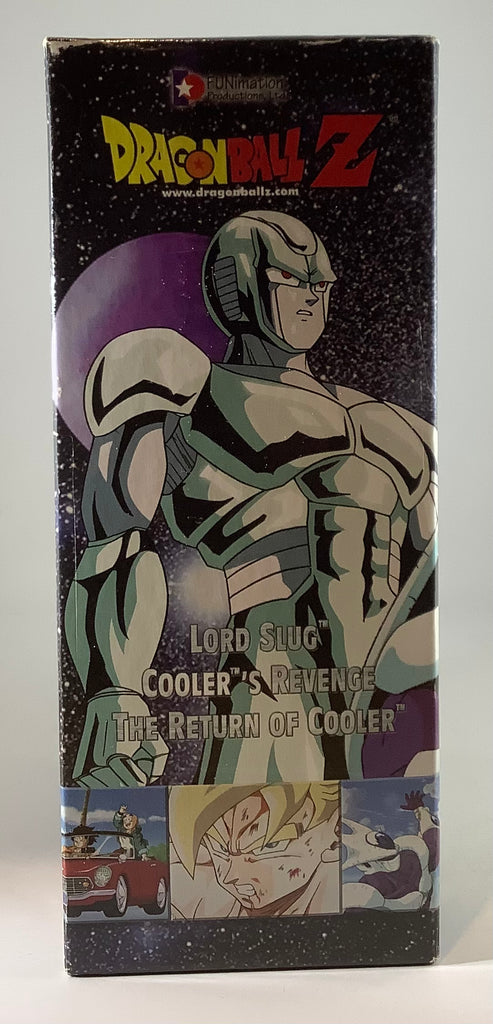 FUNimation
Productions, Ltd.
DRAGONBALL Z
www.dragonballz.com
LORD SLUG™
COOLER™'S REVENGE
THE RETURN OF COOLER™